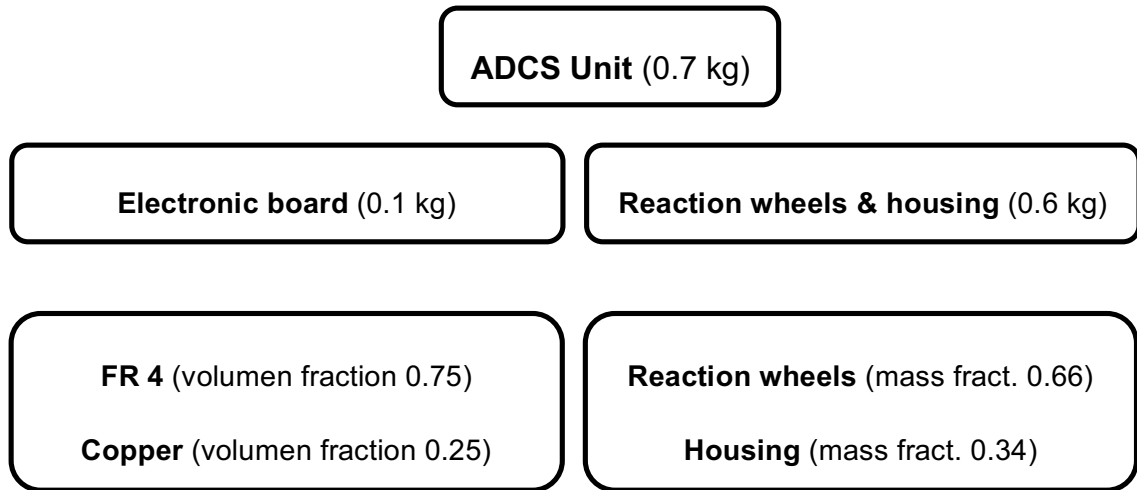 ADCS Unit (0.7 kg)
Electronic board (0.1 kg)
Reaction wheels & housing (0.6 kg)
FR 4 (volumen fraction 0.75)
Copper (volumen fraction 0.25)
Reaction wheels (mass fract. 0.66)
Housing (mass fract. 0.34)